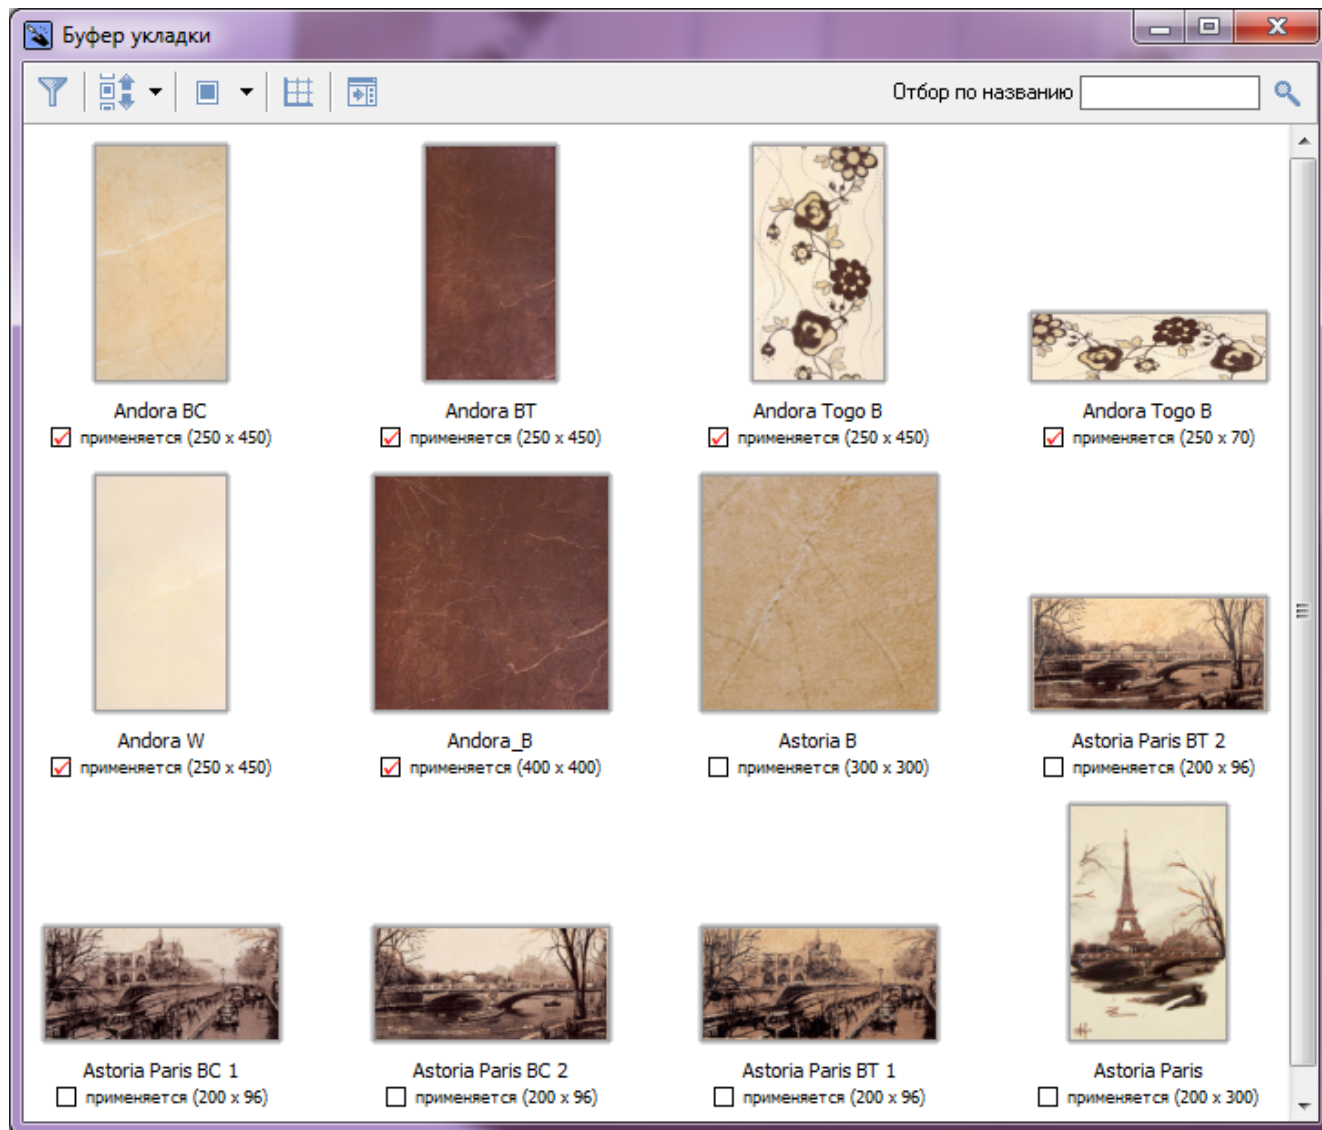 Буфер укладки
Отбор по названию
Andora BC
применяется (250 x 450)
Andora BT
применяется (250 x 450)
Andora Togo B
применяется (250 x 450)
Andora Togo B
применяется (250 x 70)
Andora W
применяется (250 x 450)
Andora_B
применяется (400 x 400)
Astoria B
применяется (300 x 300)
Astoria Paris BT 2
применяется (200 x 96)
Astoria Paris BC 1
применяется (200 x 96)
Astoria Paris BC 2
применяется (200 x 96)
Astoria Paris BT 1
применяется (200 x 96)
Astoria Paris
применяется (200 x 300)